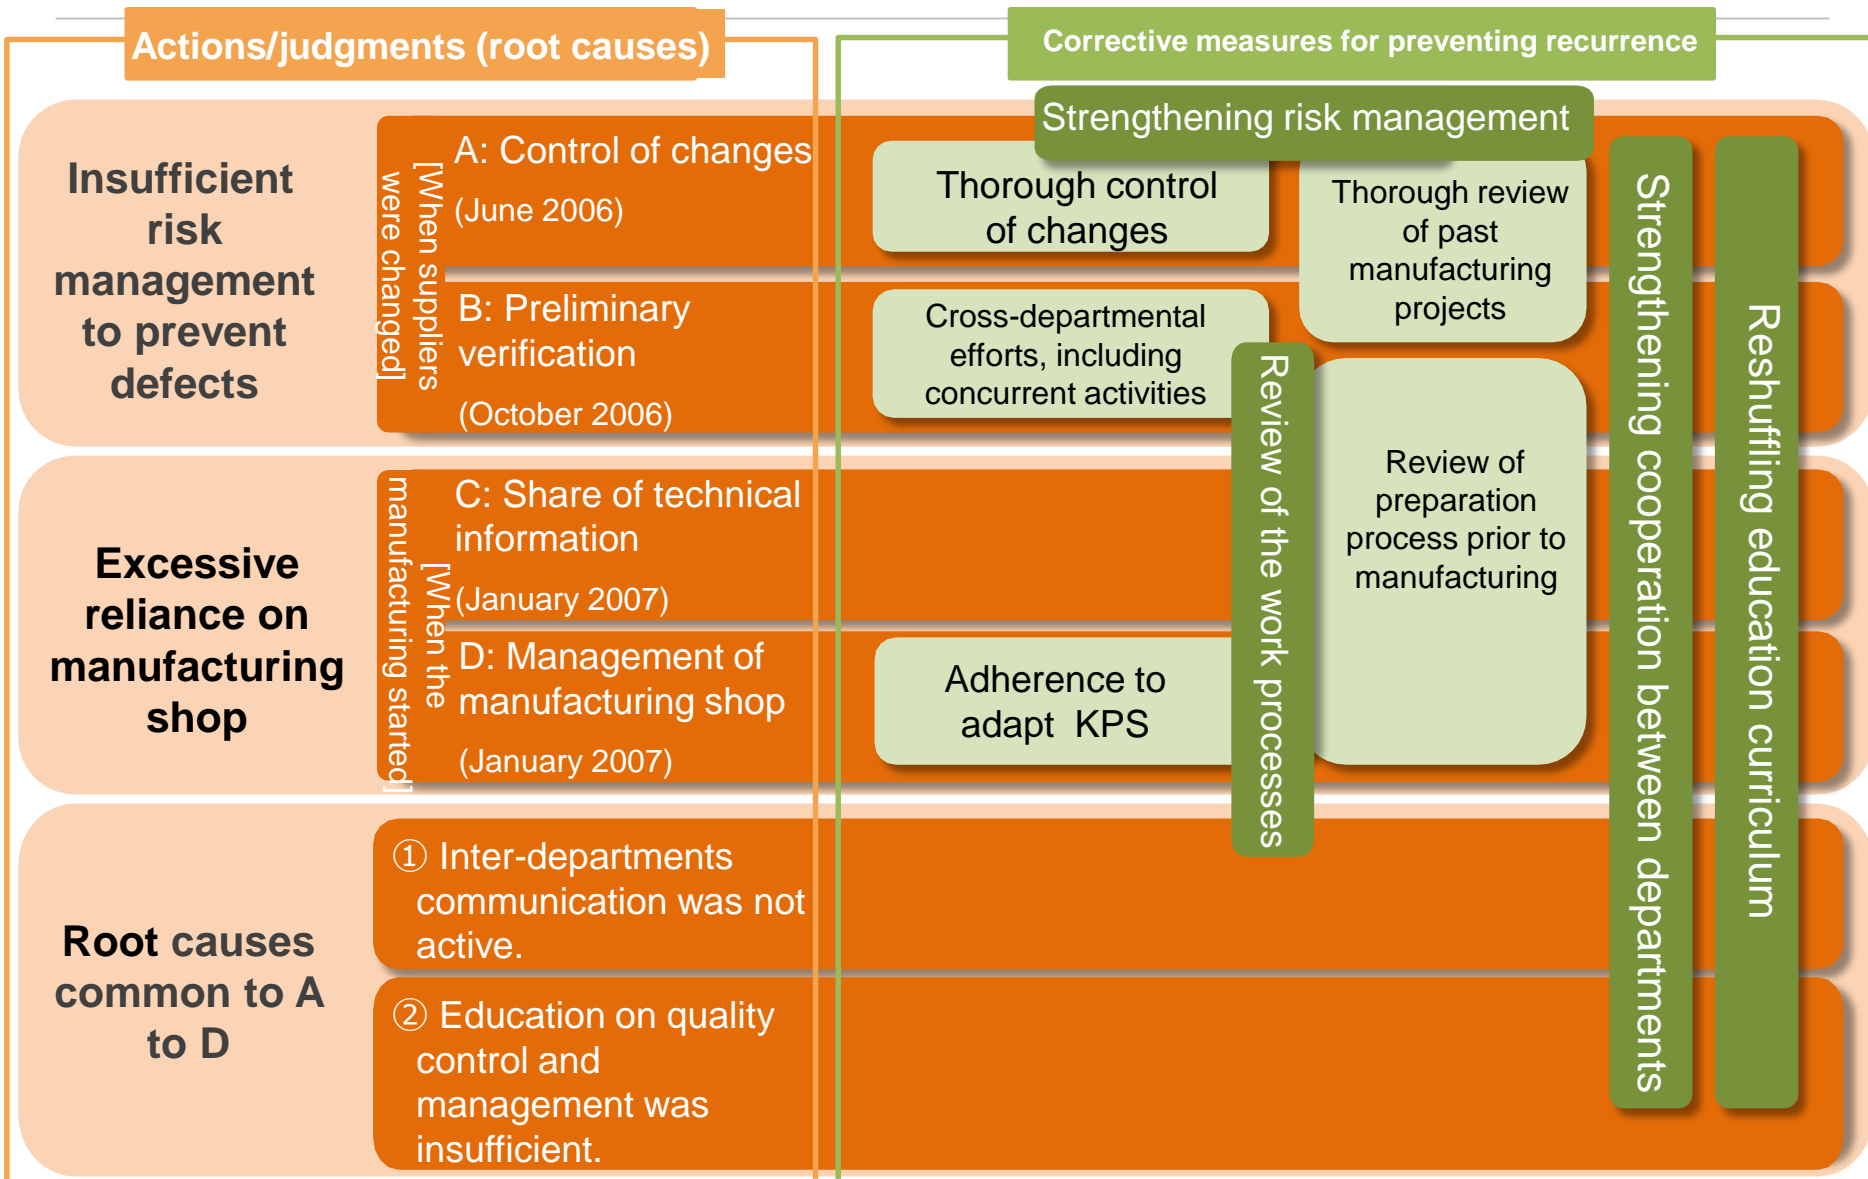 Actions/judgments (root causes)
Corrective measures for preventing recurrence
Insufficient
risk
management
to prevent
defects
[When suppliers
were changed]
A: Control of changes
(June 2006)
B: Preliminary
verification
(October 2006)
Strengthening risk management
Thorough control
of changes
Thorough review
of past
manufacturing
projects
Cross-departmental
efforts, including
concurrent activities
Excessive
reliance on
manufacturing
shop
[When the
manufacturing started]
C: Share of technical
information
(January 2007)
D: Management of
manufacturing shop
(January 2007)
Review of
preparation
process prior to
manufacturing
Adherence to
adapt  KPS
Review of the work processes
Strengthening cooperation between departments
Reshuffling education curriculum
Root causes
common to A
to D
① Inter-departments
communication was not
active.
② Education on quality
control and
management was
insufficient.